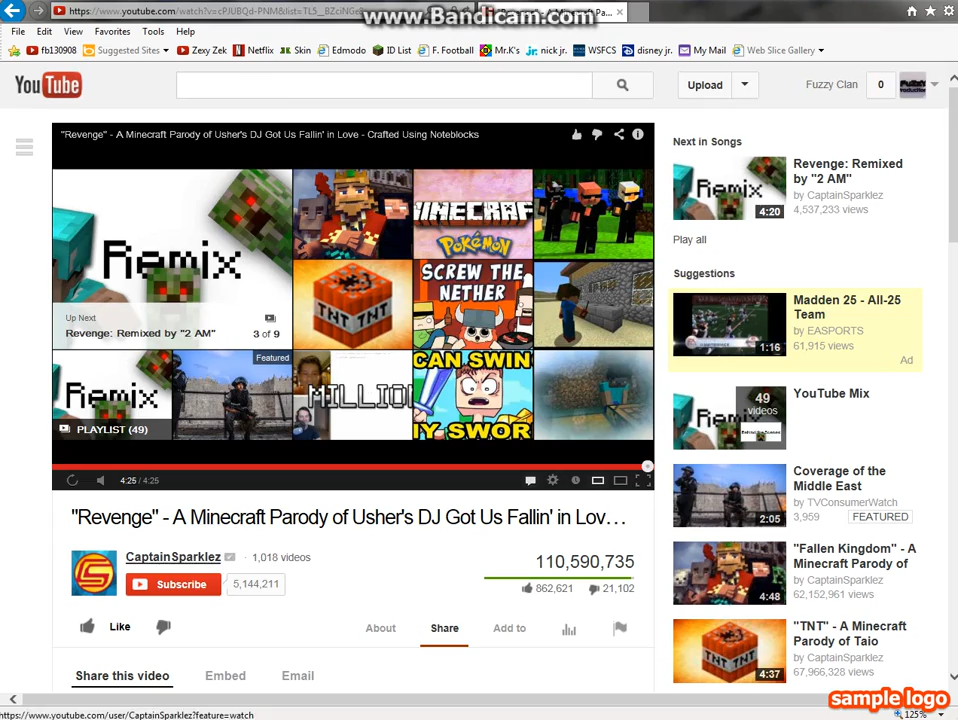 https://www.youtube.com/watch?v=cPJUBQd-PNM&list=TL5__BZciNGeB
www.Bandicam.com
Pa...
File Edit View Favorites Tools Help
fb130908 Suggested Sites Zexy Zek Netflix Skin Edmodo ID List F. Football Mr.K's nick jr. WSFCS disney jr. My Mail Web Slice Gallery
YouTube
Upload
Fuzzy Clan
0
"Revenge" - A Minecraft Parody of Usher's DJ Got Us Fallin' in Love - Crafted Using Noteblocks
Remix
Up Next
Revenge: Remixed by "2 AM"
3 of 9
MINECRAFT
POKéMON
TNT TNT
SCREW THE
NETHER
Remix
PLAYLIST (49)
Featured
MILLION
CAN SWIN
MY SWOR
4:25 / 4:25
"Revenge" - A Minecraft Parody of Usher's DJ Got Us Fallin' in Lov...
CaptainSparklez · 1,018 videos
Subscribe 5,144,211
110,590,735
862,621 21,102
Like
About Share Add to
Share this video Embed Email
Next in Songs
Remix
4:20
Revenge: Remixed by "2 AM"
by CaptainSparklez
4,537,233 views
Play all
Suggestions
1:16
Madden 25 - All-25 Team
by EASPORTS
61,915 views
Ad
Remix
49 videos
YouTube Mix
2:05
Coverage of the Middle East
by TVConsumerWatch
3,959 FEATURED
4:48
"Fallen Kingdom" - A Minecraft Parody of
by CaptainSparklez
62,152,961 views
TNT TNT
4:37
"TNT" - A Minecraft Parody of Taio
by CaptainSparklez
67,966,328 views
sample logo
https://www.youtube.com/user/CaptainSparklez?feature=watch
125%